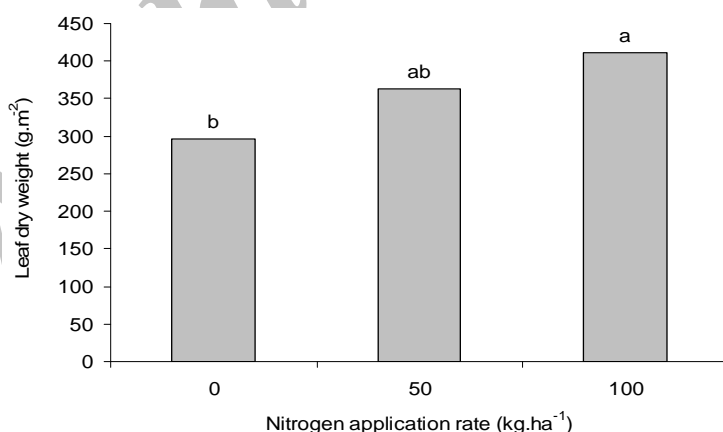 450
400
350
300
250
200
150
100
50
0
Leaf dry weight (g.m⁻²)
b
ab
a
0 50 100
Nitrogen application rate (kg.ha⁻¹)